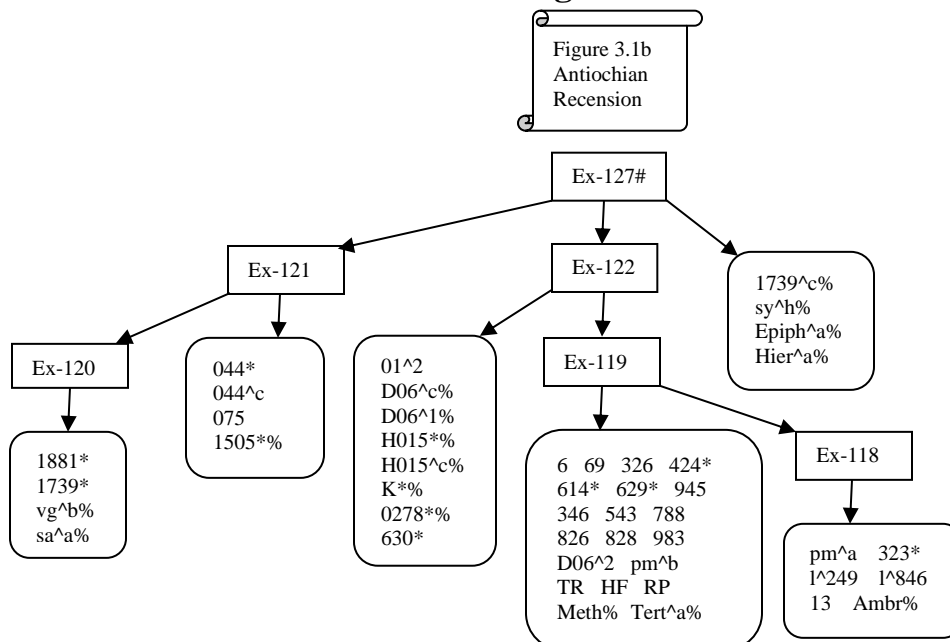 Figure 3.1b
Antiochian
Recension
Ex-127#
Ex-121
Ex-122
1739^c%
sy^h%
Epiph^a%
Hier^a%
Ex-120
044*
044^c
075
1505*%
01^2
D06^c%
D06^1%
H015*%
H015^c%
K*%
0278*%
630*
Ex-119
1881*
1739*
vg^b%
sa^a%
6 69 326 424*
614* 629* 945
346 543 788
826 828 983
D06^2 pm^b
TR HF RP
Meth% Tert^a%
Ex-118
pm^a 323*
l^249 l^846
13 Ambr%